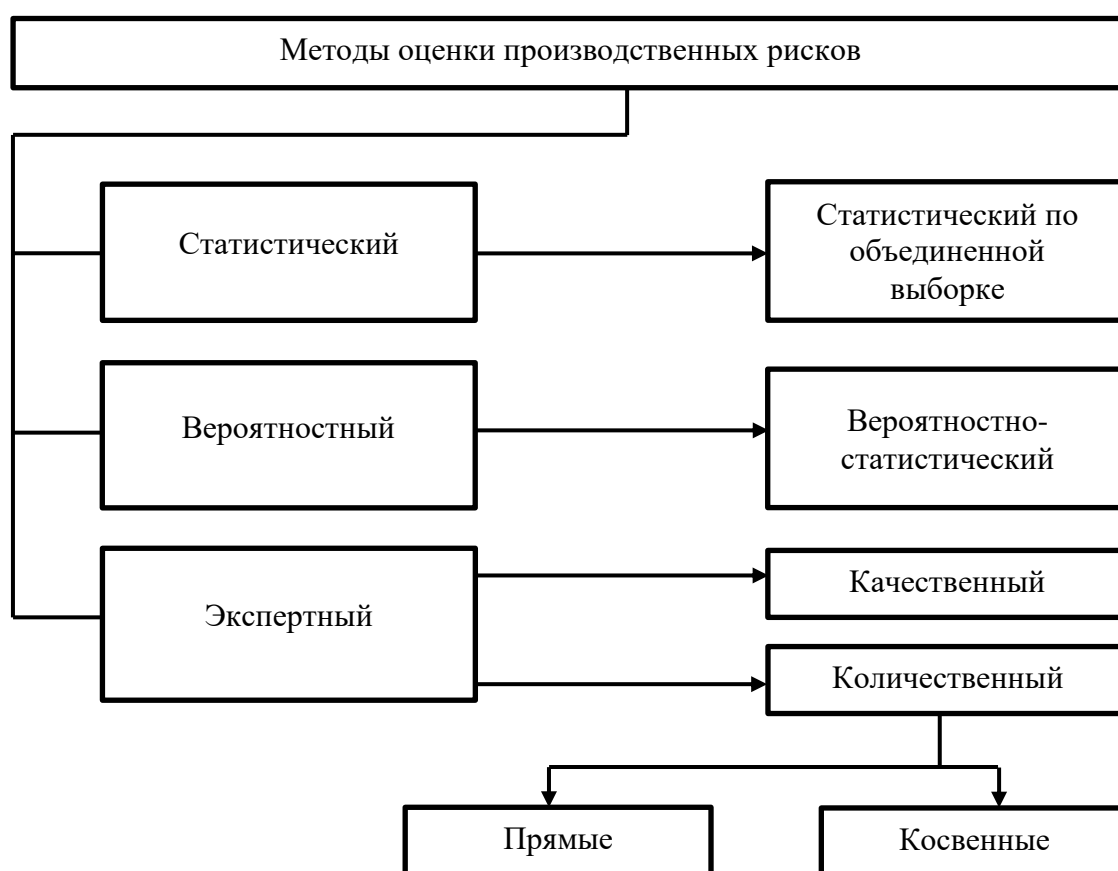 Методы оценки производственных рисков
Статистический
Статистический по
объединенной
выборке
Вероятностный
Вероятностно-
статистический
Экспертный
Качественный
Количественный
Прямые
Косвенные